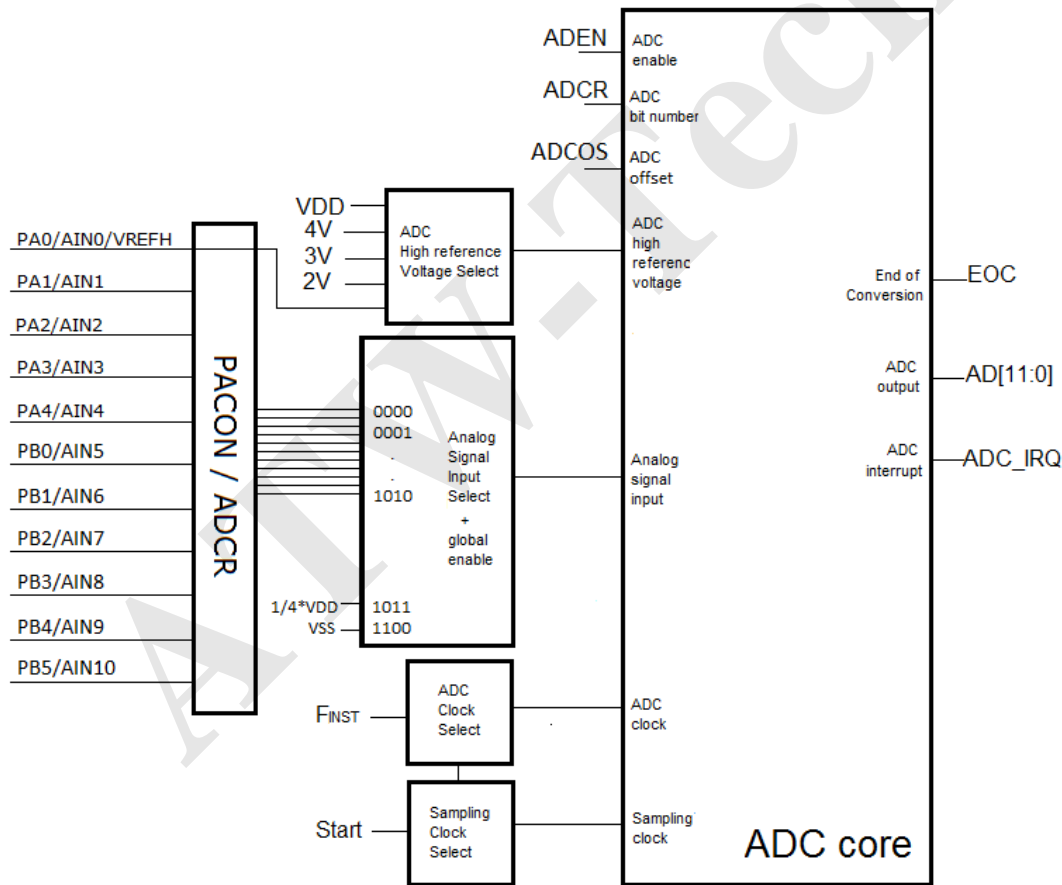 ADEN
ADC
enable
ADCR
ADC
bit number
ADCOS
ADC
offset
VDD
4V
3V
2V
ADC
High reference
Voltage Select
ADC
high
referenc
voltage
PA0/AIN0/VREFH
PA1/AIN1
PA2/AIN2
PA3/AIN3
PA4/AIN4
PB0/AIN5
PB1/AIN6
PB2/AIN7
PB3/AIN8
PB4/AIN9
PB5/AIN10
PACON / ADCR
0000
0001
.
.
1010
1/4*VDD
1011
VSS
1100
Analog
Signal
Input
Select
+
global
enable
Analog
signal
input
End of
Conversion
EOC
ADC
output
AD[11:0]
ADC
interrupt
ADC_IRQ
FINST
ADC
Clock
Select
ADC
clock
Start
Sampling
Clock
Select
Sampling
clock
ADC core
ATW-Tech